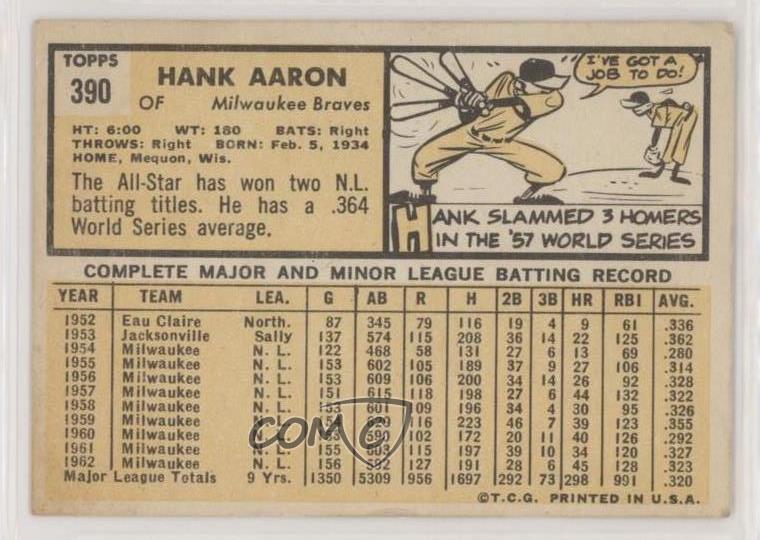 TOPPS
390
HANK AARON
OF Milwaukee Braves
HT: 6:00 WT: 180 BATS: Right
THROWS: Right BORN: Feb. 5, 1934
HOME, Mequon, Wis.
The All-Star has won two N.L.
batting titles. He has a .364
World Series average.
I'VE GOT A
JOB TO DO!
HANK SLAMMED 3 HOMERS
IN THE '57 WORLD SERIES
COMPLETE MAJOR AND MINOR LEAGUE BATTING RECORD
YEAR TEAM LEA. G AB R H 2B 3B HR RBI AVG.
1952 Eau Claire North. 87 345 79 116 19 4 9 61 .336
1953 Jacksonville Sally 137 574 115 208 36 14 22 125 .362
1954 Milwaukee N. L. 122 468 58 131 27 6 13 69 .280
1955 Milwaukee N. L. 153 602 105 189 37 9 27 106 .314
1956 Milwaukee N. L. 153 609 106 200 34 14 26 92 .328
1957 Milwaukee N. L. 151 615 118 198 27 6 44 132 .322
1958 Milwaukee N. L. 153 601 109 196 34 4 30 95 .326
1959 Milwaukee N. L. 629 116 223 46 7 39 123 .355
1960 Milwaukee N. L. 153 590 102 172 20 11 40 126 .292
1961 Milwaukee N. L. 155 603 115 197 39 10 34 120 .327
1962 Milwaukee N. L. 156 592 127 191 28 6 45 128 .323
Major League Totals 9 Yrs. 1350 5309 956 1697 292 73 298 991 .320
©T.C.G. PRINTED IN U.S.A.
COMC